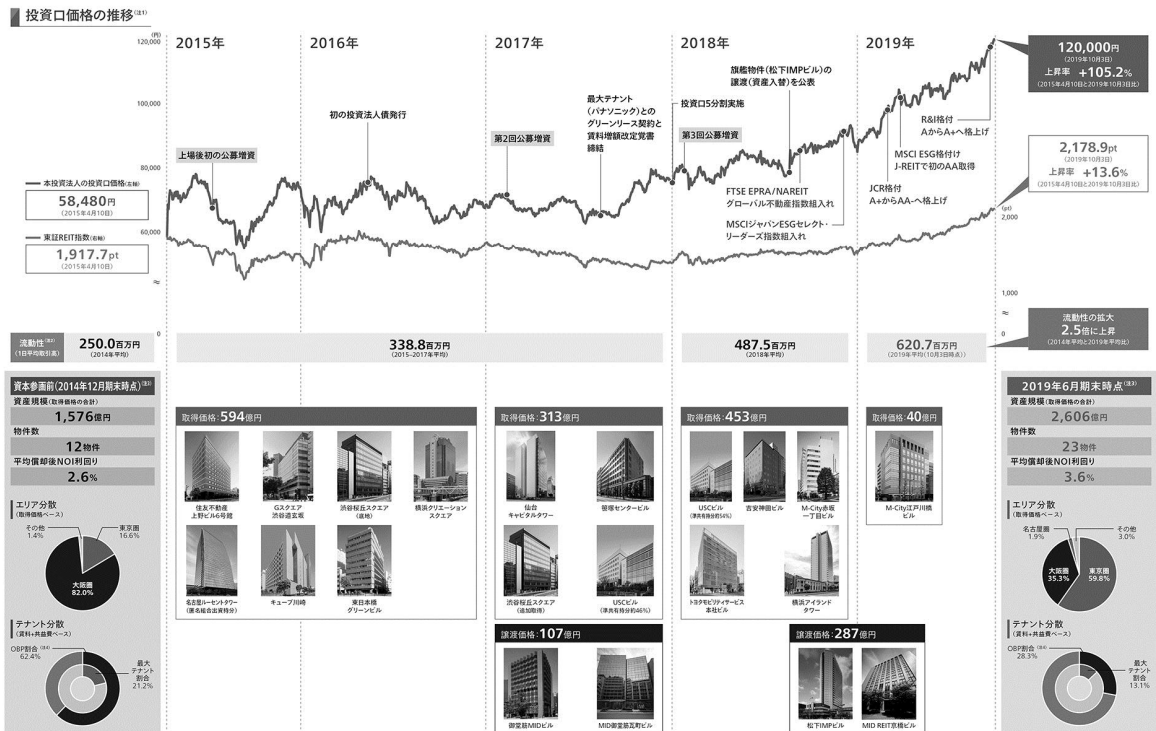 投資口価格の推移(注1)
(円)
120,000
100,000
80,000
60,000
≈
0
2015年
2016年
2017年
2018年
2019年
本投資法人の投資口価格(左軸)
58,480円
(2015年4月10日)
東証REIT指数(右軸)
1,917.7pt
(2015年4月10日)
上場後初の公募増資
初の投資法人債発行
第2回公募増資
最大テナント
(パナソニック)との
グリーンリース契約と
賃料増額改定覚書
締結
投資口5分割実施
第3回公募増資
旗艦物件(松下IMPビル)の
譲渡(資産入替)を公表
FTSE EPRA/NAREIT
グローバル不動産指数組入れ
MSCIジャパンESGセレクト・
リーダーズ指数組入れ
JCR格付
A+からAA-へ格上げ
MSCI ESG格付け
J-REITで初のAA取得
R&I格付
AからA+へ格上げ
120,000円
(2019年10月3日)
上昇率 +105.2%
(2015年4月10日と2019年10月3日比)
2,178.9pt
(2019年10月3日)
上昇率 +13.6%
(2015年4月10日と2019年10月3日比)
(pt)
2,000
1,000
≈
0
流動性(注2)
(1日平均取引高)
250.0百万円
(2014年平均)
338.8百万円
(2015–2017年平均)
487.5百万円
(2018年平均)
620.7百万円
(2019年平均(10月3日時点))
流動性の拡大
2.5倍に上昇
(2014年平均と2019年平均比)
資本参画前(2014年12月期末時点)(注3)
資産規模(取得価格の合計)
1,576億円
物件数
12物件
平均償却後NOI利回り
2.6%
エリア分散
(取得価格ベース)
その他
1.4%
東京圏
16.6%
大阪圏
82.0%
テナント分散
(賃料+共益費ベース)
OBP割合(注4)
62.4%
最大
テナント
割合
21.2%
取得価格:594億円
住友不動産
上野ビル6号館
Gスクエア
渋谷道玄坂
渋谷桜丘スクエア
(底地)
横浜クリエーション
スクエア
名古屋ルーセントタワー
(匿名組合出資持分)
キューブ川崎
東日本橋
グリーンビル
取得価格:313億円
仙台
キャピタルタワー
笹塚センタービル
渋谷桜丘スクエア
(追加取得)
USCビル
(準共有持分約46%)
譲渡価格:107億円
御堂筋MIDビル
MID御堂筋瓦町ビル
取得価格:453億円
USCビル
(準共有持分約54%)
吉安神田ビル
M-City赤坂
一丁目ビル
トヨタモビリティサービス
本社ビル
横浜アイランド
タワー
譲渡価格:287億円
松下IMPビル
MID REIT京橋ビル
取得価格:40億円
M-City江戸川橋
ビル
2019年6月期末時点(注3)
資産規模(取得価格の合計)
2,606億円
物件数
23物件
平均償却後NOI利回り
3.6%
エリア分散
(取得価格ベース)
名古屋圏
1.9%
その他
3.0%
大阪圏
35.3%
東京圏
59.8%
テナント分散
(賃料+共益費ベース)
OBP割合(注4)
28.3%
最大
テナント
割合
13.1%